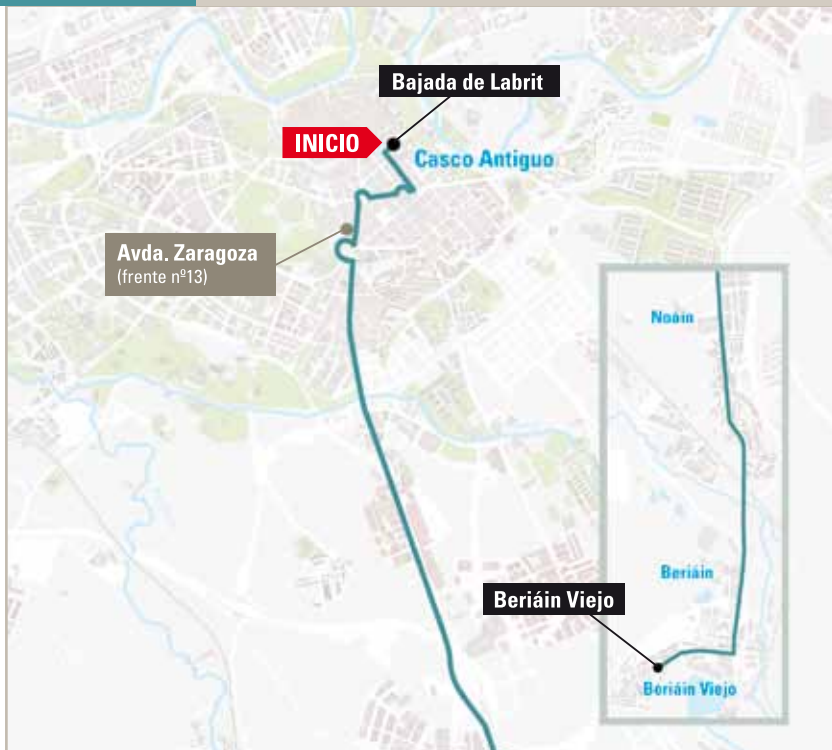 Bajada de Labrit
INICIO
Casco Antiguo
Avda. Zaragoza
(frente nº13)
Noáin
Beriáin
Beriáin Viejo
Beriáin Viejo